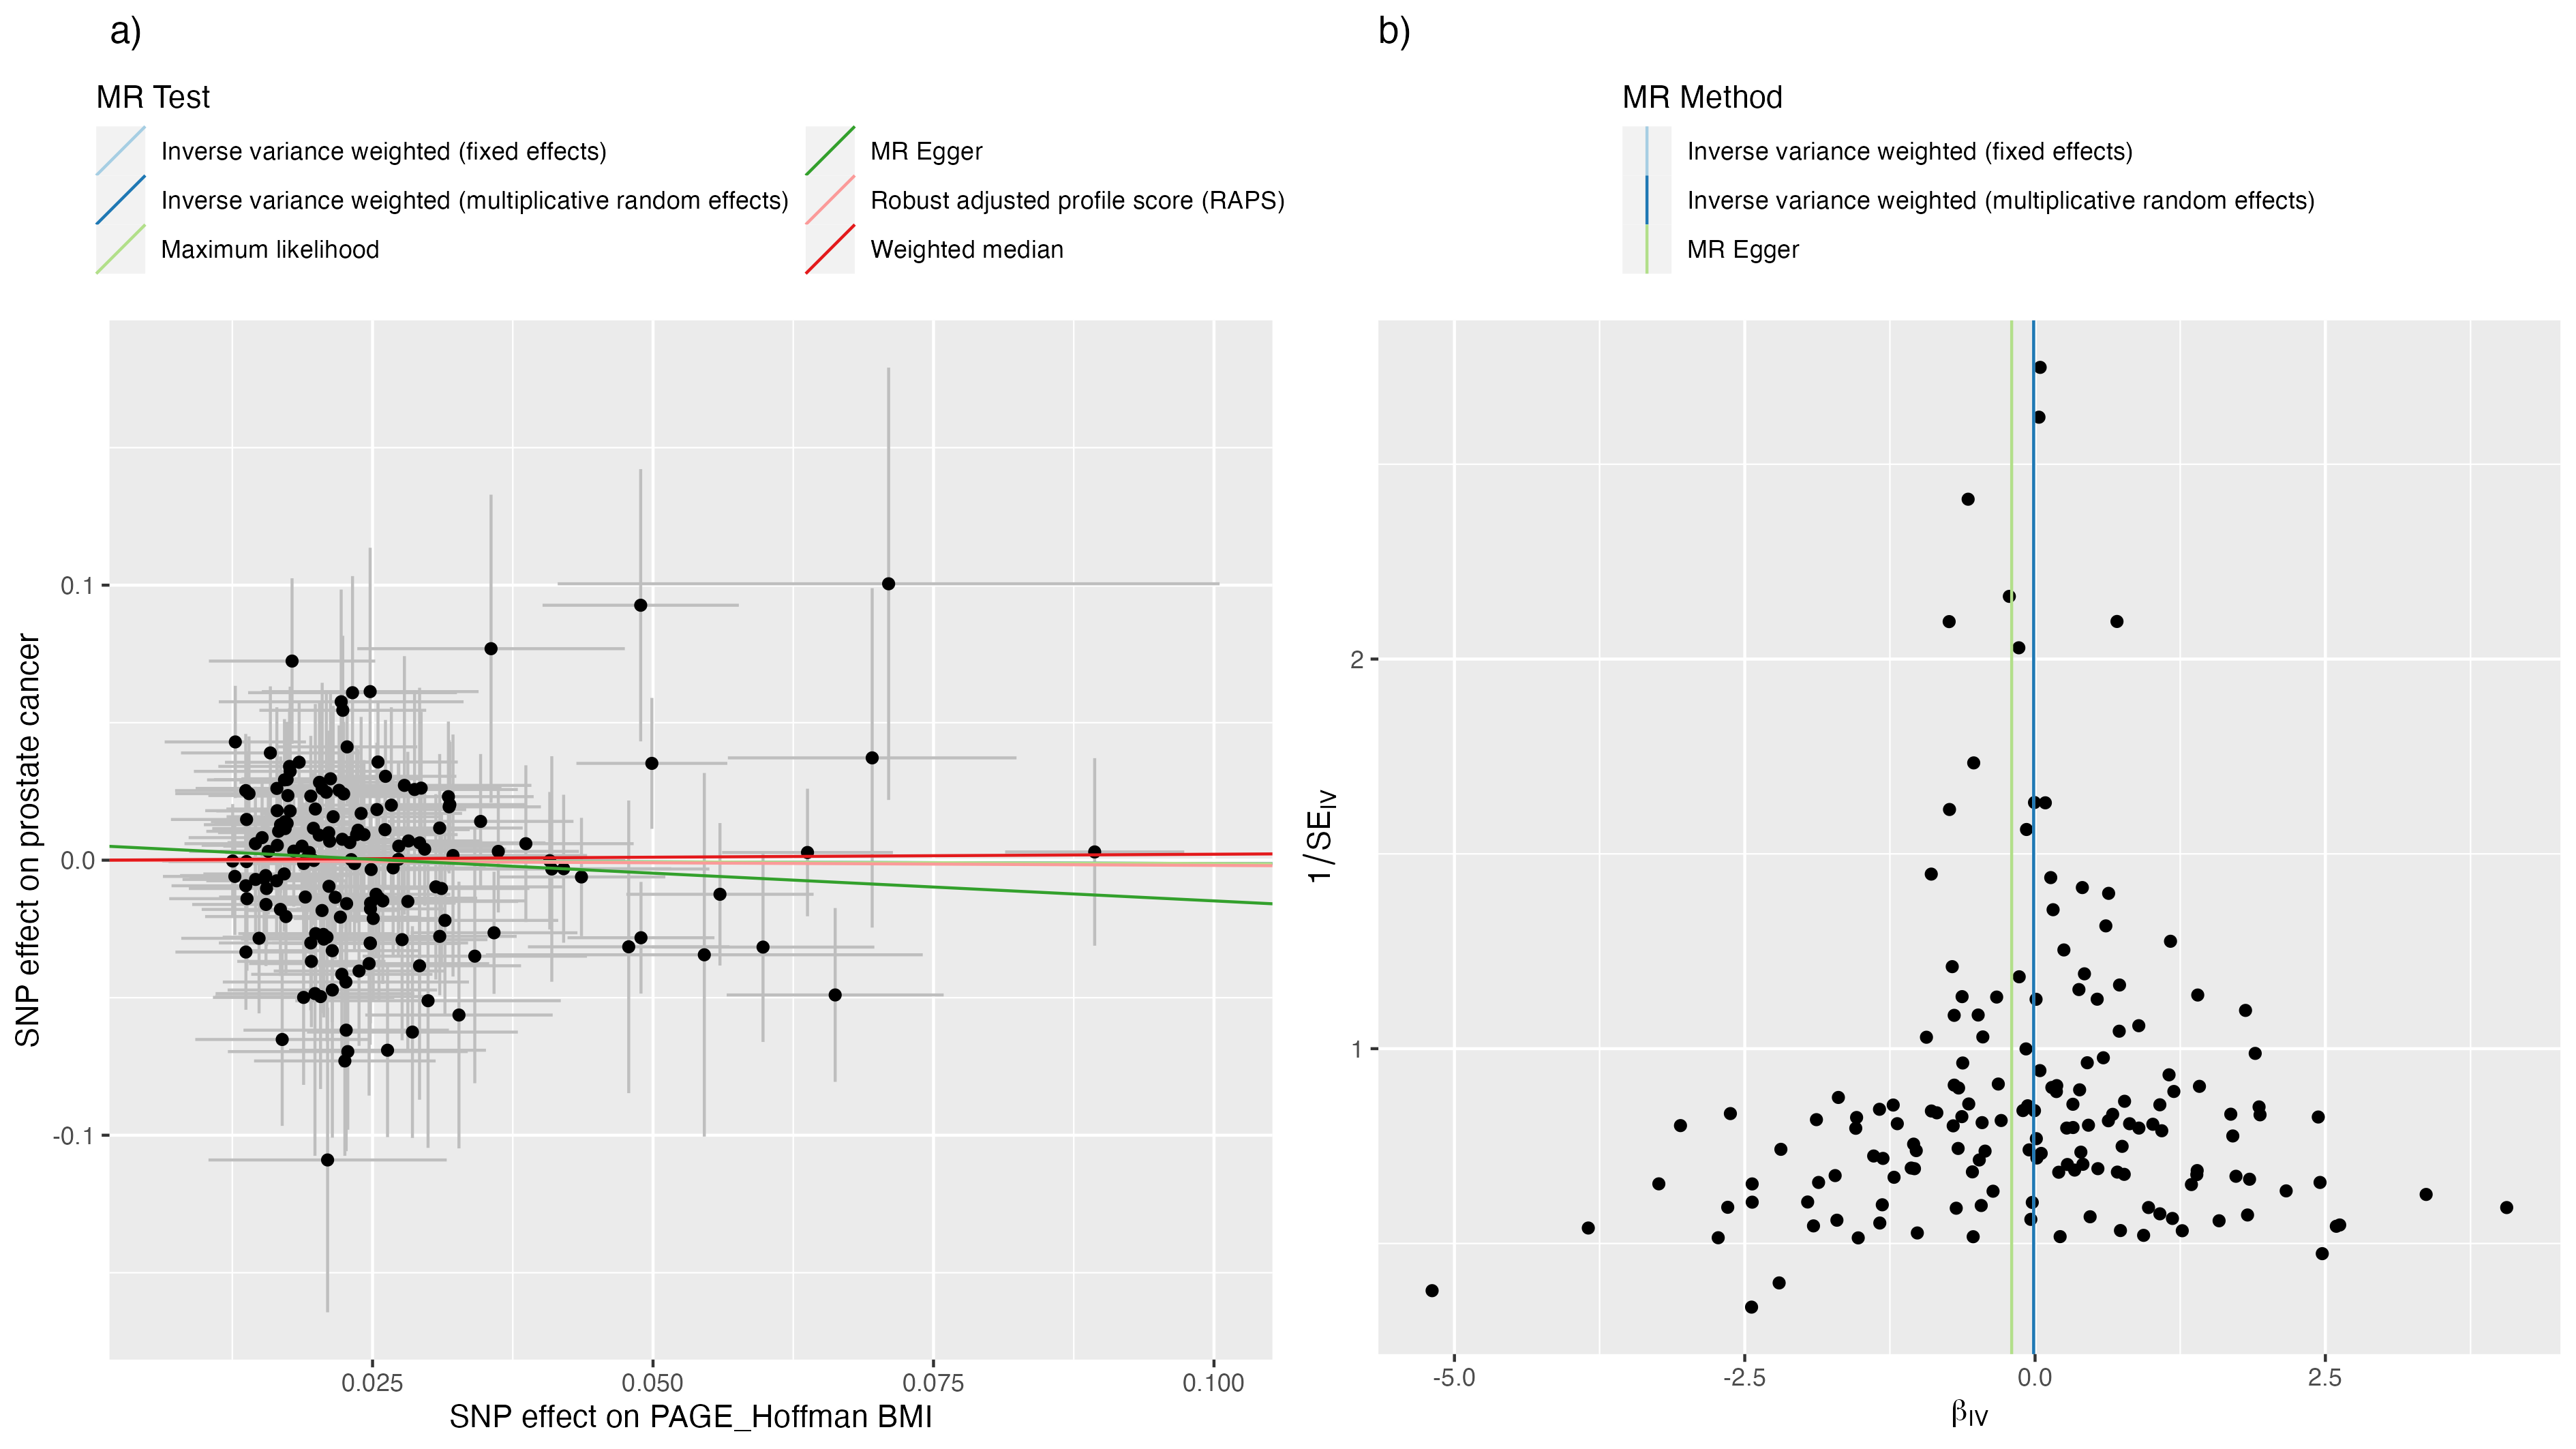 a)
MR Test
Inverse variance weighted (fixed effects)
Inverse variance weighted (multiplicative random effects)
Maximum likelihood
MR Egger
Robust adjusted profile score (RAPS)
Weighted median
SNP effect on prostate cancer
0.1
0.0
-0.1
0.025
0.050
0.075
0.100
SNP effect on PAGE_Hoffman BMI
b)
MR Method
Inverse variance weighted (fixed effects)
Inverse variance weighted (multiplicative random effects)
MR Egger
1/SE_IV
2
1
-5.0
-2.5
0.0
2.5
β_IV